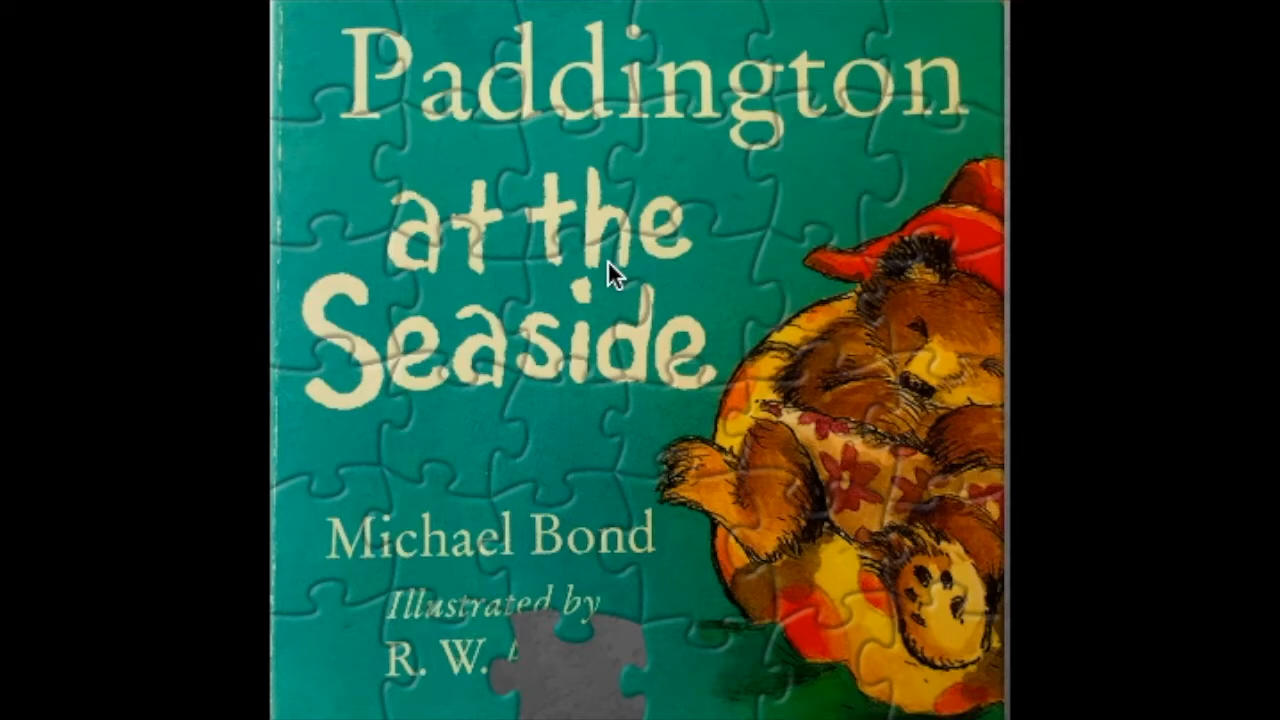 Paddington
at the
Seaside
Michael Bond
Illustrated by
R. W.